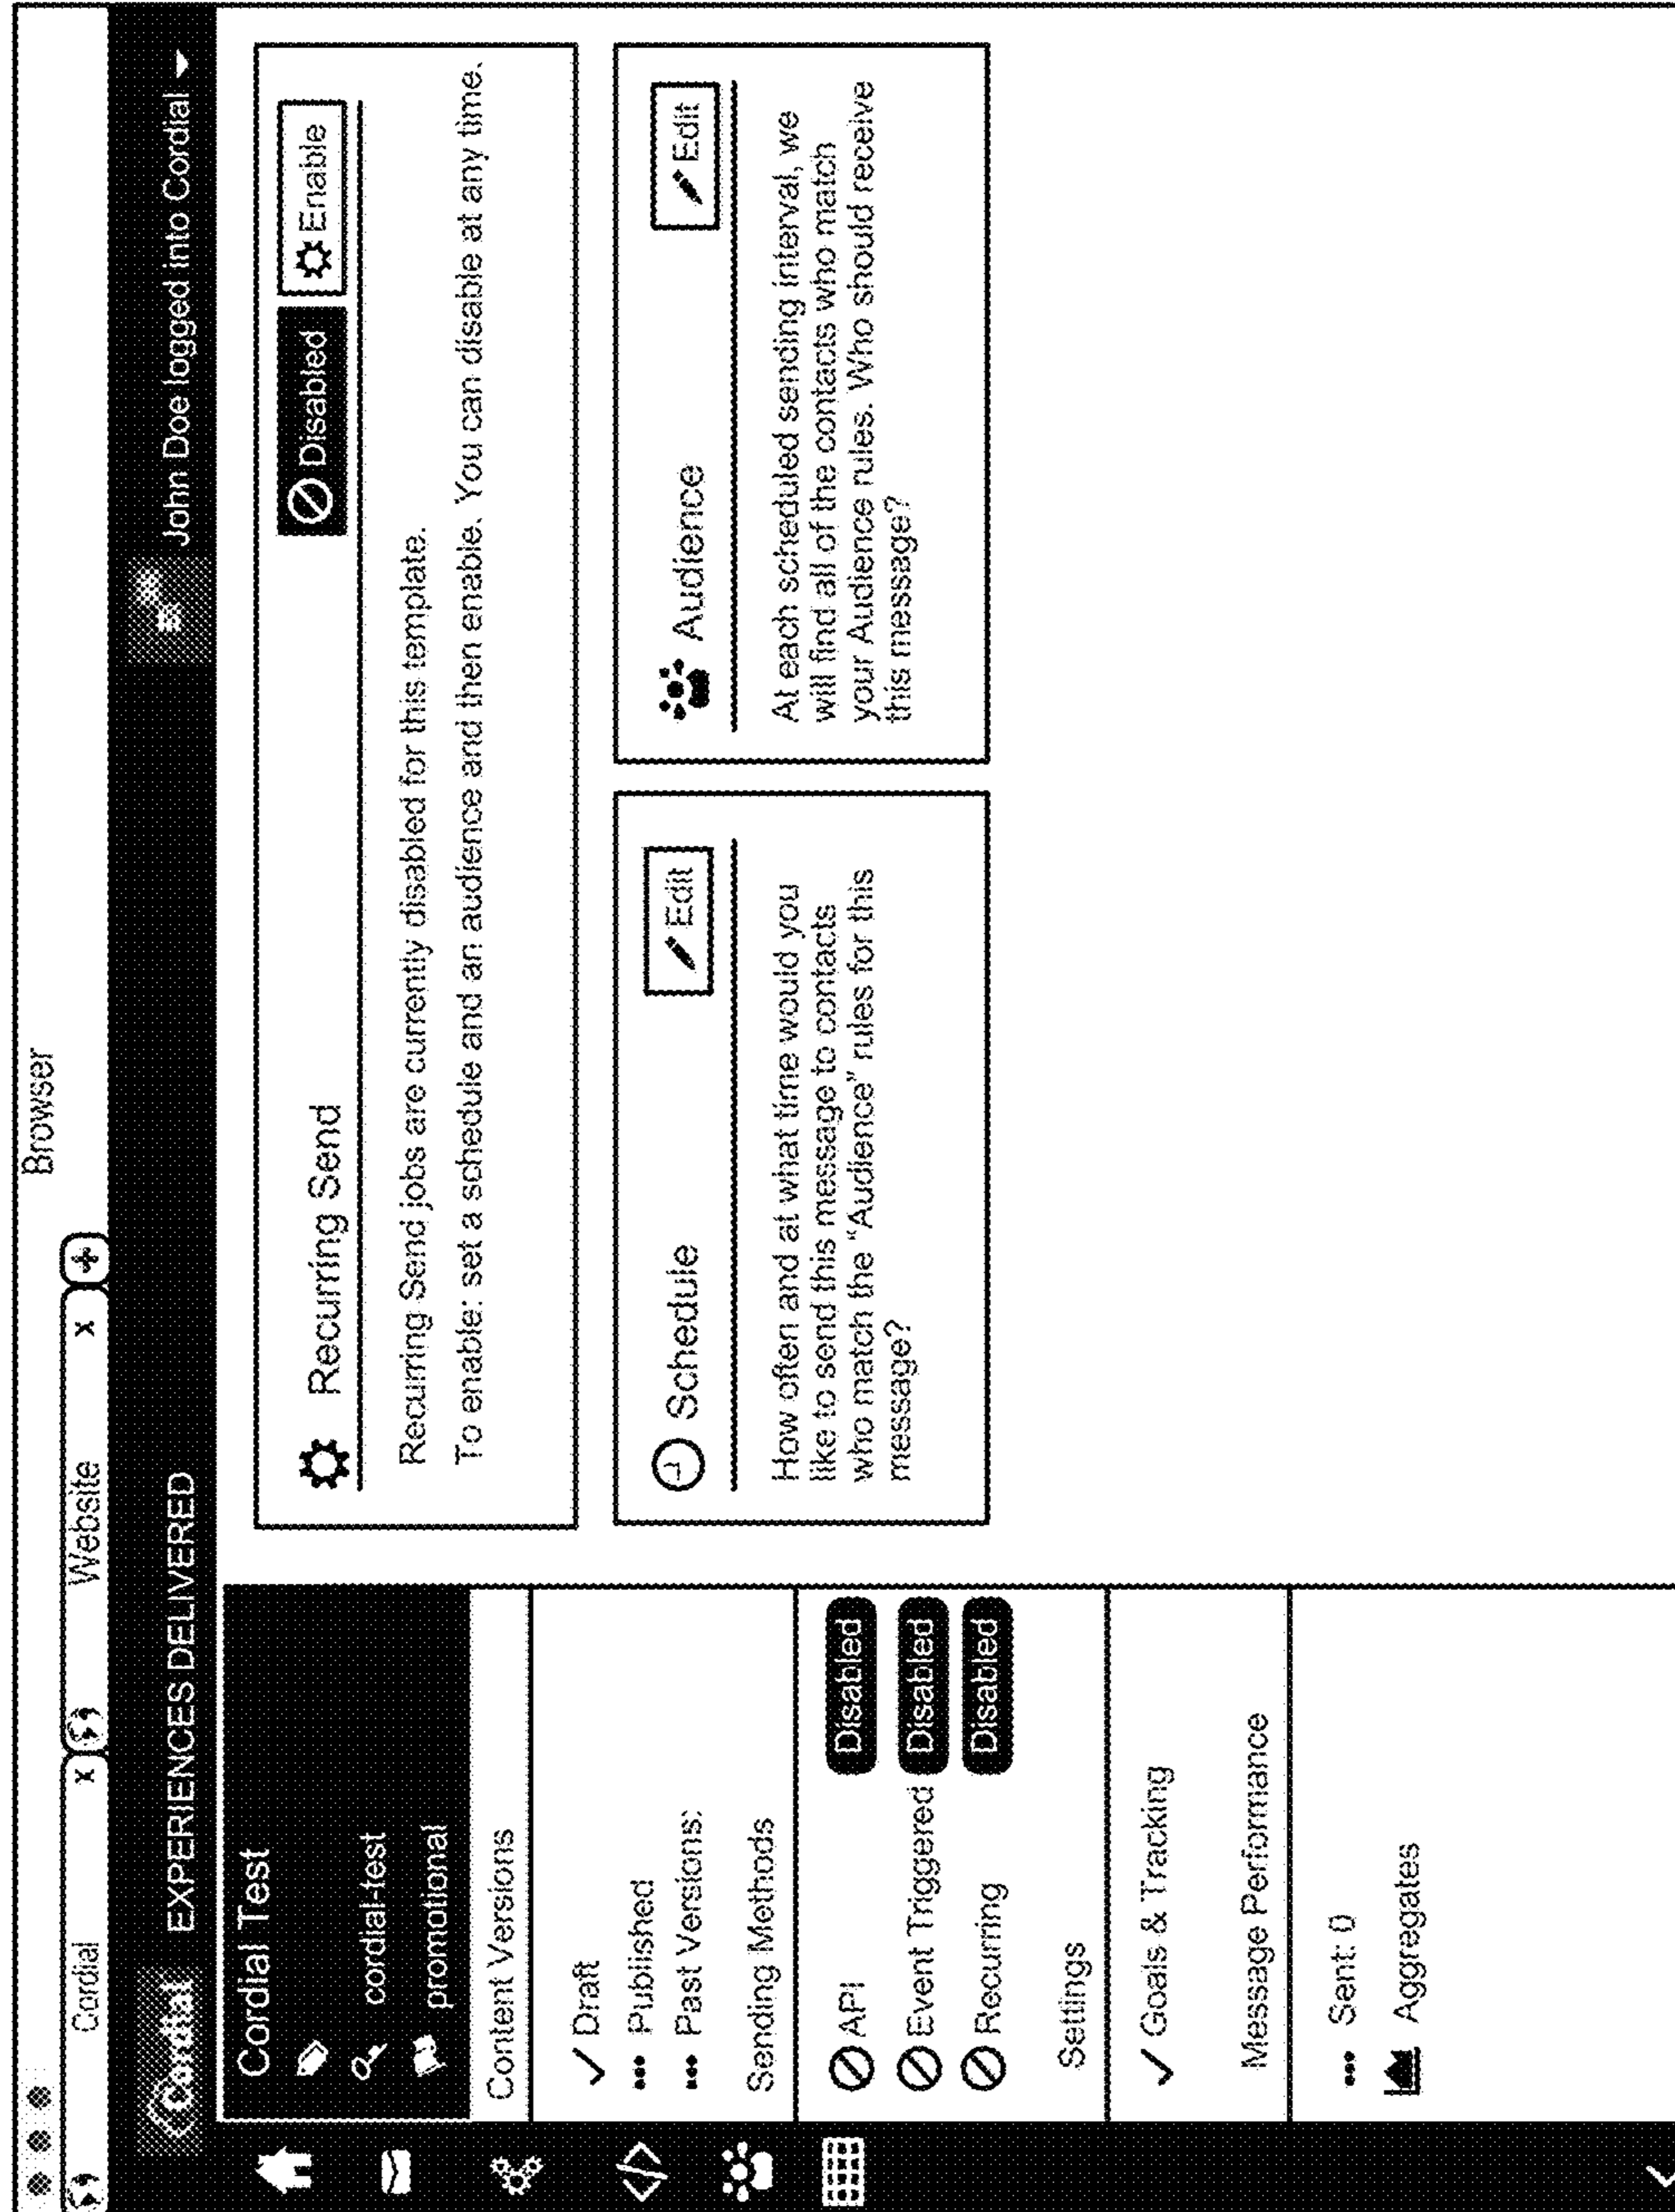 Browser
Cordial x Website x +
Cordial EXPERIENCES DELIVERED John Doe logged into Cordial
Cordial Test
cordial-test
promotional
Content Versions
Draft
Published
Past Versions:
Sending Methods
API Disabled
Event Triggered Disabled
Recurring Disabled
Settings
Goals & Tracking
Message Performance
Sent: 0
Aggregates
Recurring Send Disabled Enable
Recurring Send jobs are currently disabled for this template.
To enable: set a schedule and an audience and then enable. You can disable at any time.
Schedule Edit
How often and at what time would you
like to send this message to contacts
who match the "Audience" rules for this
message?
Audience Edit
At each scheduled sending interval, we
will find all of the contacts who match
your Audience rules. Who should receive
this message?